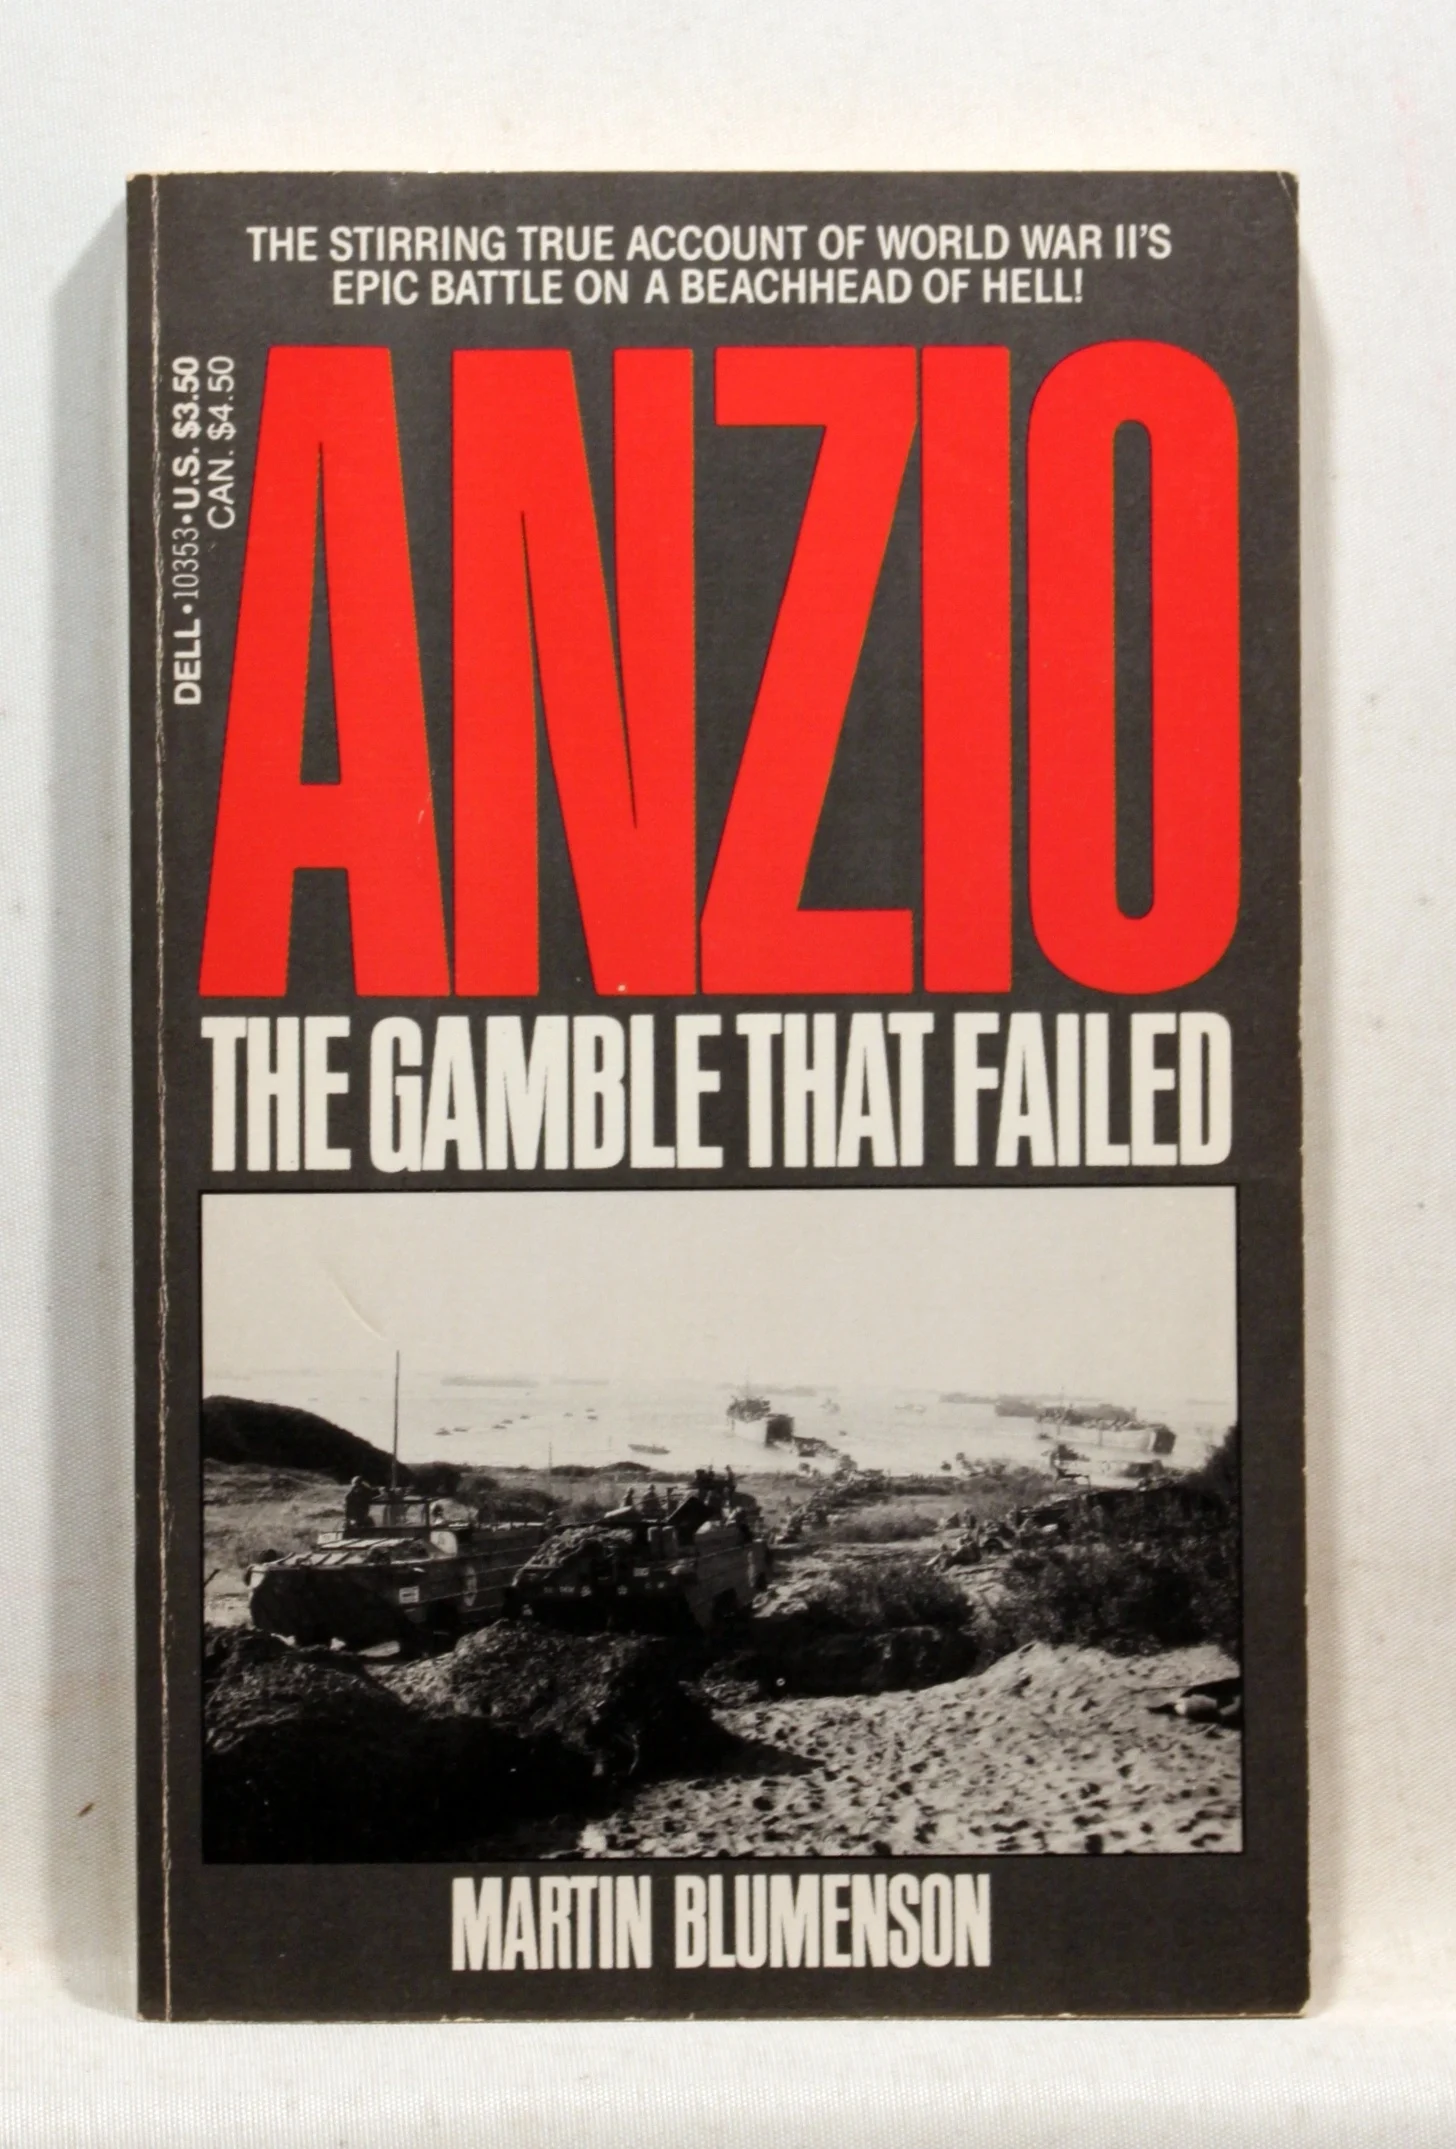 THE STIRRING TRUE ACCOUNT OF WORLD WAR II'S
EPIC BATTLE ON A BEACHHEAD OF HELL!
DELL • 10353 • U.S. $3.50
CAN. $4.50
ANZIO
THE GAMBLE THAT FAILED
MARTIN BLUMENSON